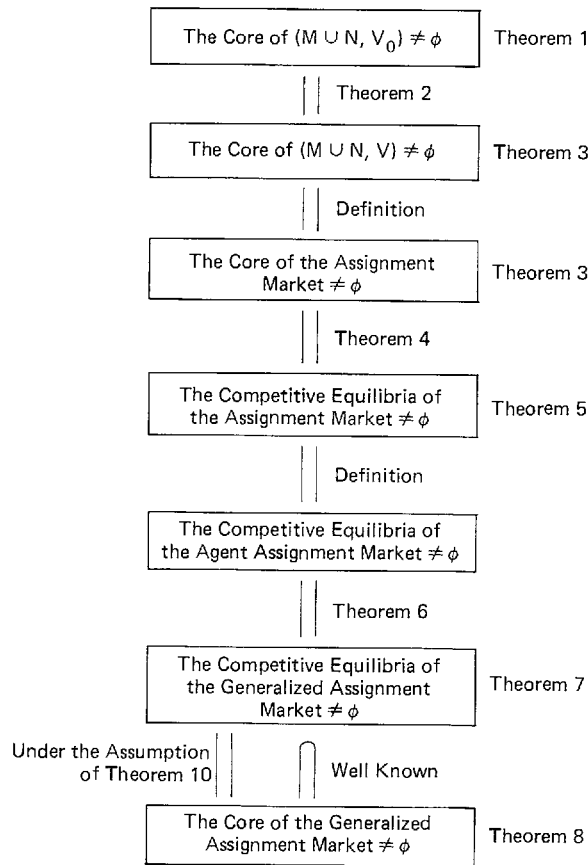 The Core of (M ∪ N, V₀) ≠ ϕ
Theorem 1
Theorem 2
The Core of (M ∪ N, V) ≠ ϕ
Theorem 3
Definition
The Core of the Assignment
Market ≠ ϕ
Theorem 3
Theorem 4
The Competitive Equilibria of
the Assignment Market ≠ ϕ
Theorem 5
Definition
The Competitive Equilibria of
the Agent Assignment Market ≠ ϕ
Theorem 6
The Competitive Equilibria of
the Generalized Assignment
Market ≠ ϕ
Theorem 7
Under the Assumption
of Theorem 10
Well Known
The Core of the Generalized
Assignment Market ≠ ϕ
Theorem 8